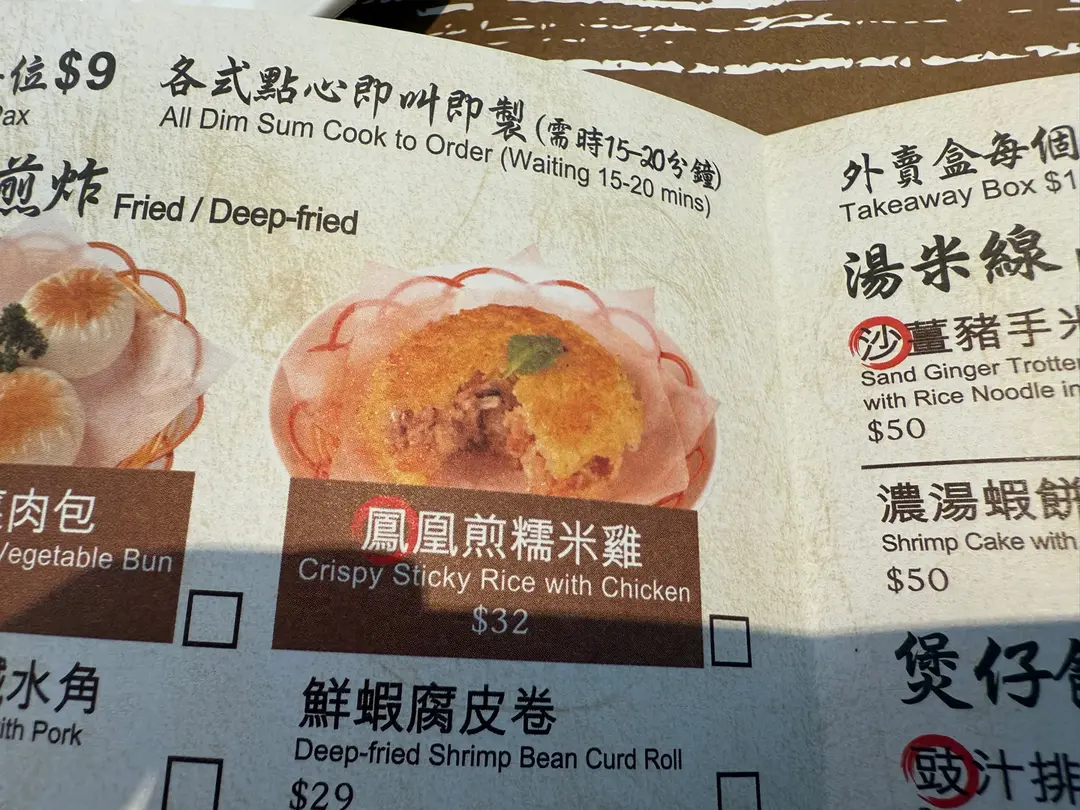 位$9
各式點心即叫即製(需時15-20分鐘)
All Dim Sum Cook to Order (Waiting 15-20 mins)
煎炸 Fried / Deep-fried
肉包
Vegetable Bun
鳳凰煎糯米雞
Crispy Sticky Rice with Chicken
$32
水角
with Pork
鮮蝦腐皮卷
Deep-fried Shrimp Bean Curd Roll
$29
外賣盒每個
Takeaway Box $1
湯米線
沙薑豬手米
Sand Ginger Trotter
with Rice Noodle in
$50
濃湯蝦餅
Shrimp Cake with
$50
煲仔
豉汁排